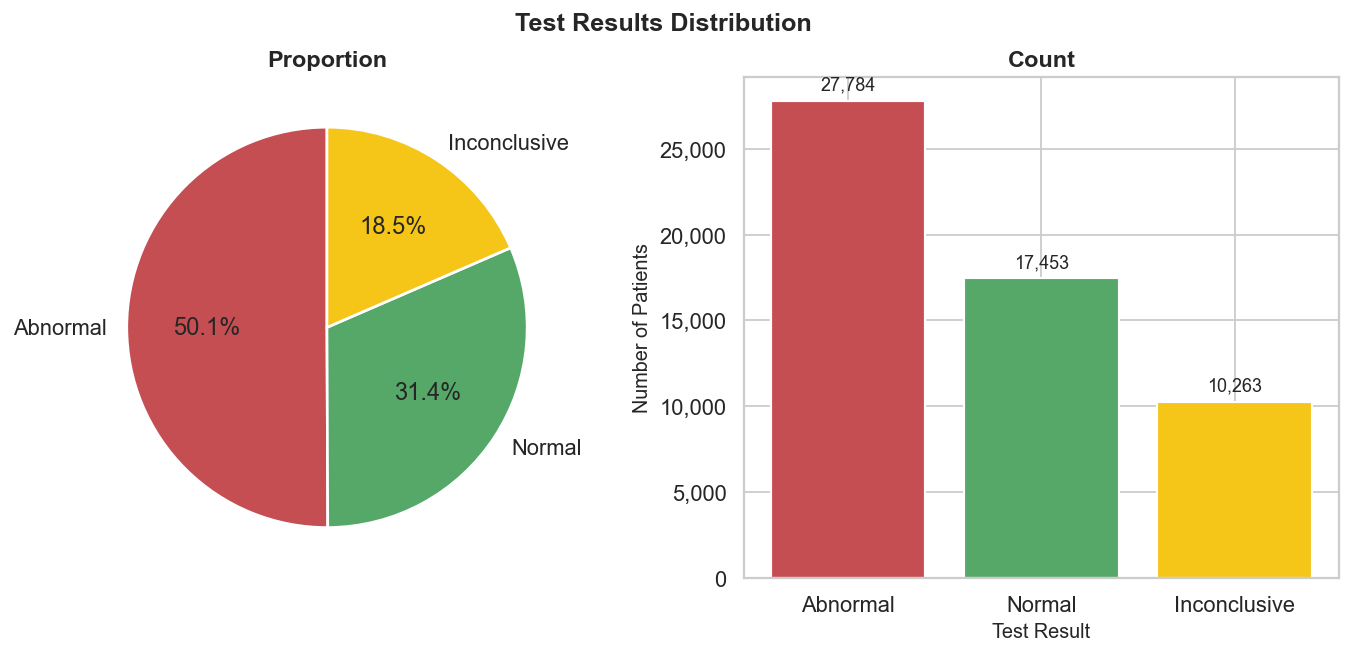 Test Results Distribution
Proportion
Inconclusive
18.5%
Abnormal
50.1%
31.4%
Normal
Count
27,784
25,000
20,000
17,453
15,000
10,263
10,000
5,000
0
Number of Patients
Abnormal
Normal
Inconclusive
Test Result